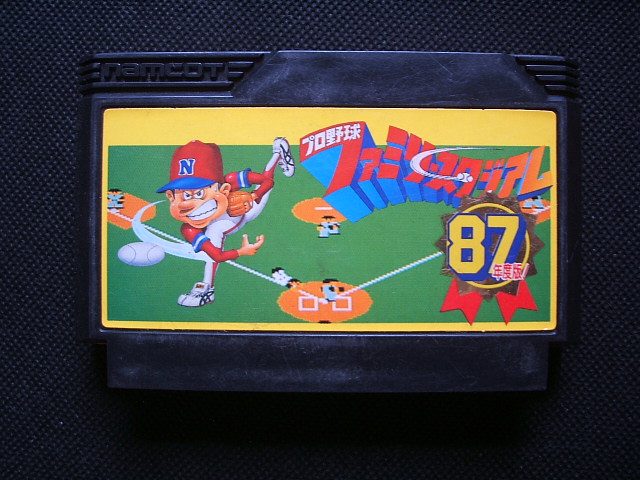 namcot
プロ野球
ファミリースタジアム
N
87
年度版!